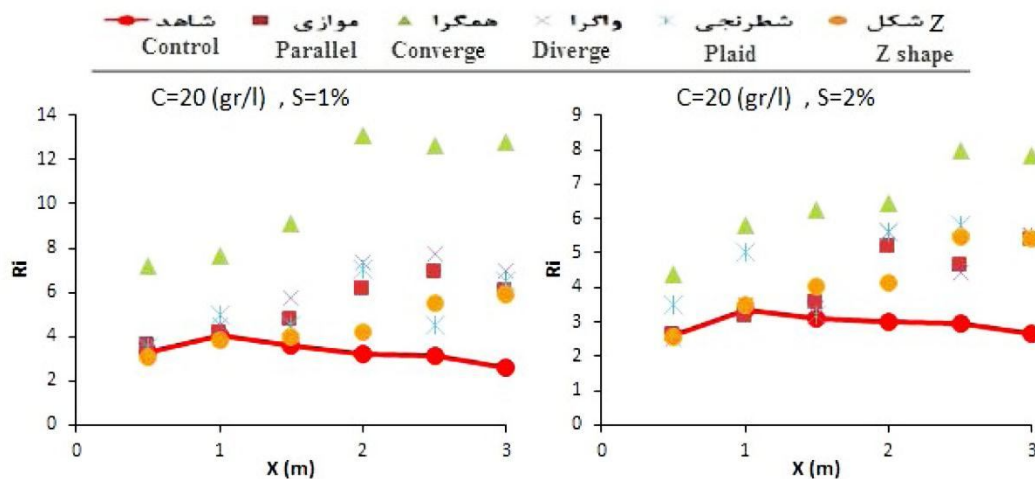 شاهد موازی همگرا واگرا شطرنجی شکل Z
Control Parallel Converge Diverge Plaid Z shape
C=20 (gr/l) , S=1%
14
12
10
8
6
4
2
0
Ri
0 1 2 3
X (m)
C=20 (gr/l) , S=2%
9
8
7
6
5
4
3
2
1
0
Ri
0 1 2 3
X (m)